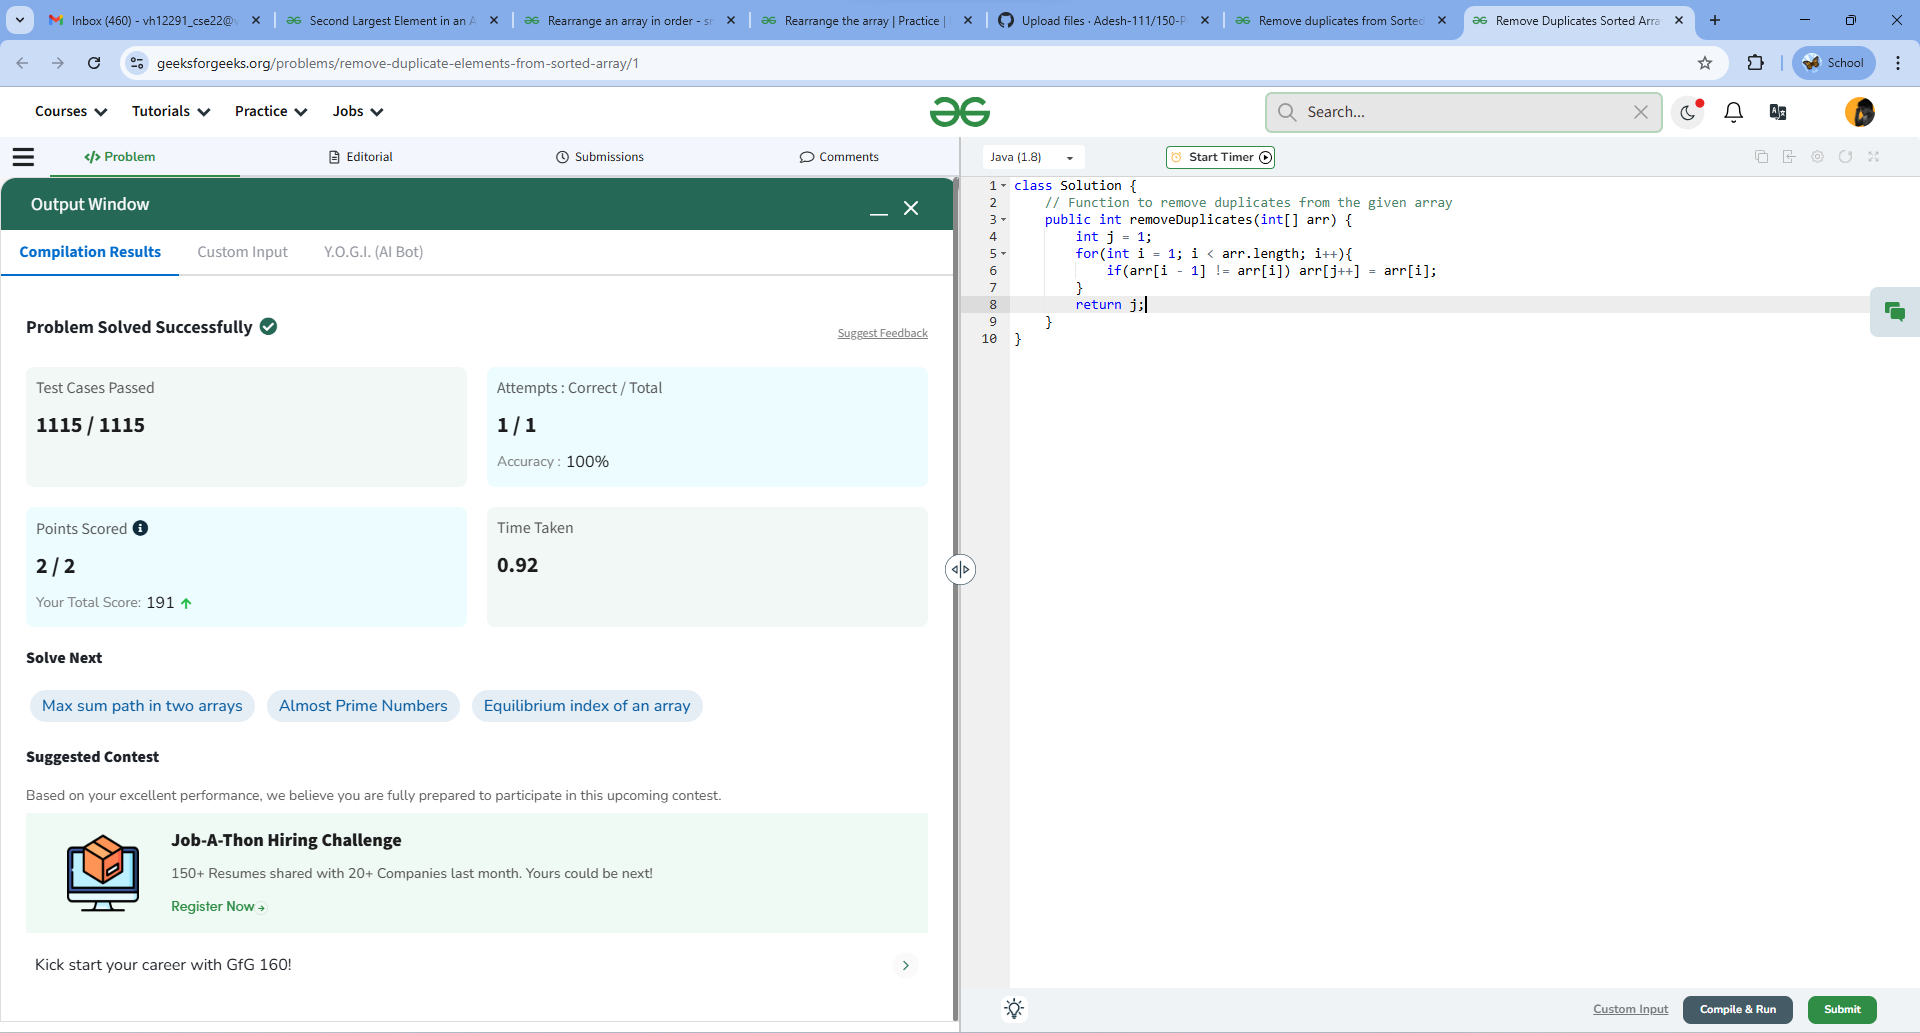 Inbox (460) - vh12291_cse22@
Second Largest Element in an A
Rearrange an array in order - sm
Rearrange the array | Practice |
Upload files · Adesh-111/150-P
Remove duplicates from Sorted
Remove Duplicates Sorted Arra
geeksforgeeks.org/problems/remove-duplicate-elements-from-sorted-array/1
School
Courses
Tutorials
Practice
Jobs
Search...
</> Problem
Editorial
Submissions
Comments
Java (1.8)
Start Timer
Output Window
Compilation Results
Custom Input
Y.O.G.I. (AI Bot)
Problem Solved Successfully
Suggest Feedback
Test Cases Passed
1115 / 1115
Attempts : Correct / Total
1 / 1
Accuracy : 100%
Points Scored
2 / 2
Your Total Score: 191
Time Taken
0.92
Solve Next
Max sum path in two arrays
Almost Prime Numbers
Equilibrium index of an array
Suggested Contest
Based on your excellent performance, we believe you are fully prepared to participate in this upcoming contest.
Job-A-Thon Hiring Challenge
150+ Resumes shared with 20+ Companies last month. Yours could be next!
Register Now
Kick start your career with GfG 160!
1 class Solution {
2 // Function to remove duplicates from the given array
3 public int removeDuplicates(int[] arr) {
4 int j = 1;
5 for(int i = 1; i < arr.length; i++){
6 if(arr[i - 1] != arr[i]) arr[j++] = arr[i];
7 }
8 return j;
9 }
10 }
Custom Input
Compile & Run
Submit